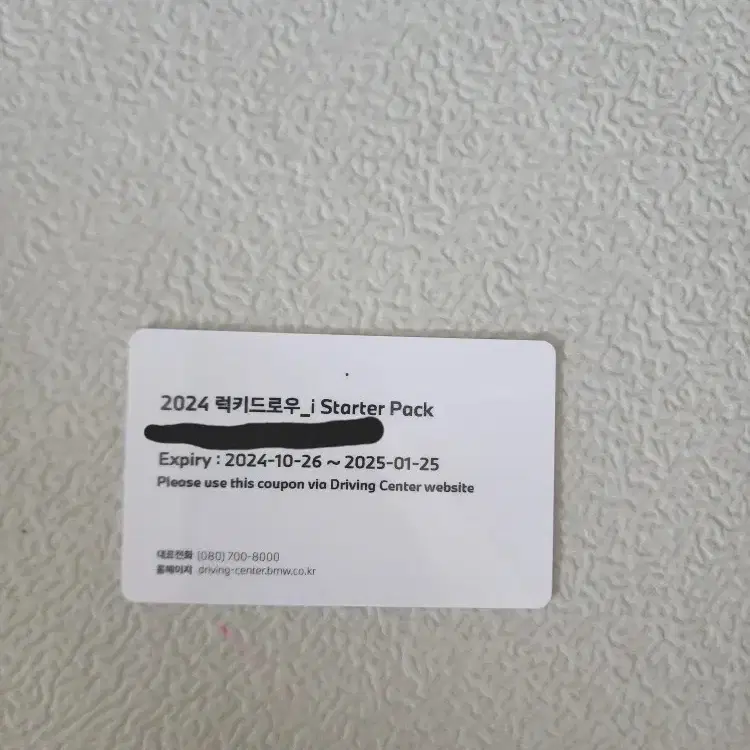 2024 럭키드로우_i Starter Pack
Expiry : 2024-10-26 ~ 2025-01-25
Please use this coupon via Driving Center website
대표전화 (080) 700-8000
홈페이지 driving-center.bmw.co.kr